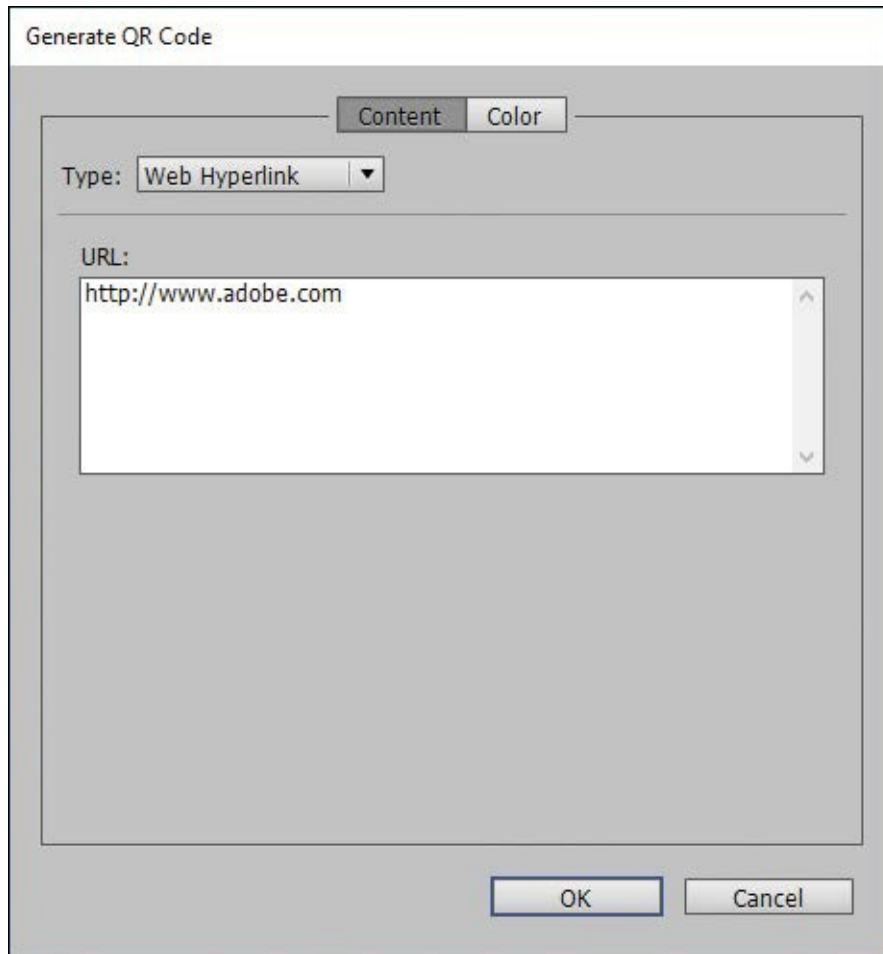 Generate QR Code
Content Color
Type: Web Hyperlink
URL:
http://www.adobe.com
OK Cancel